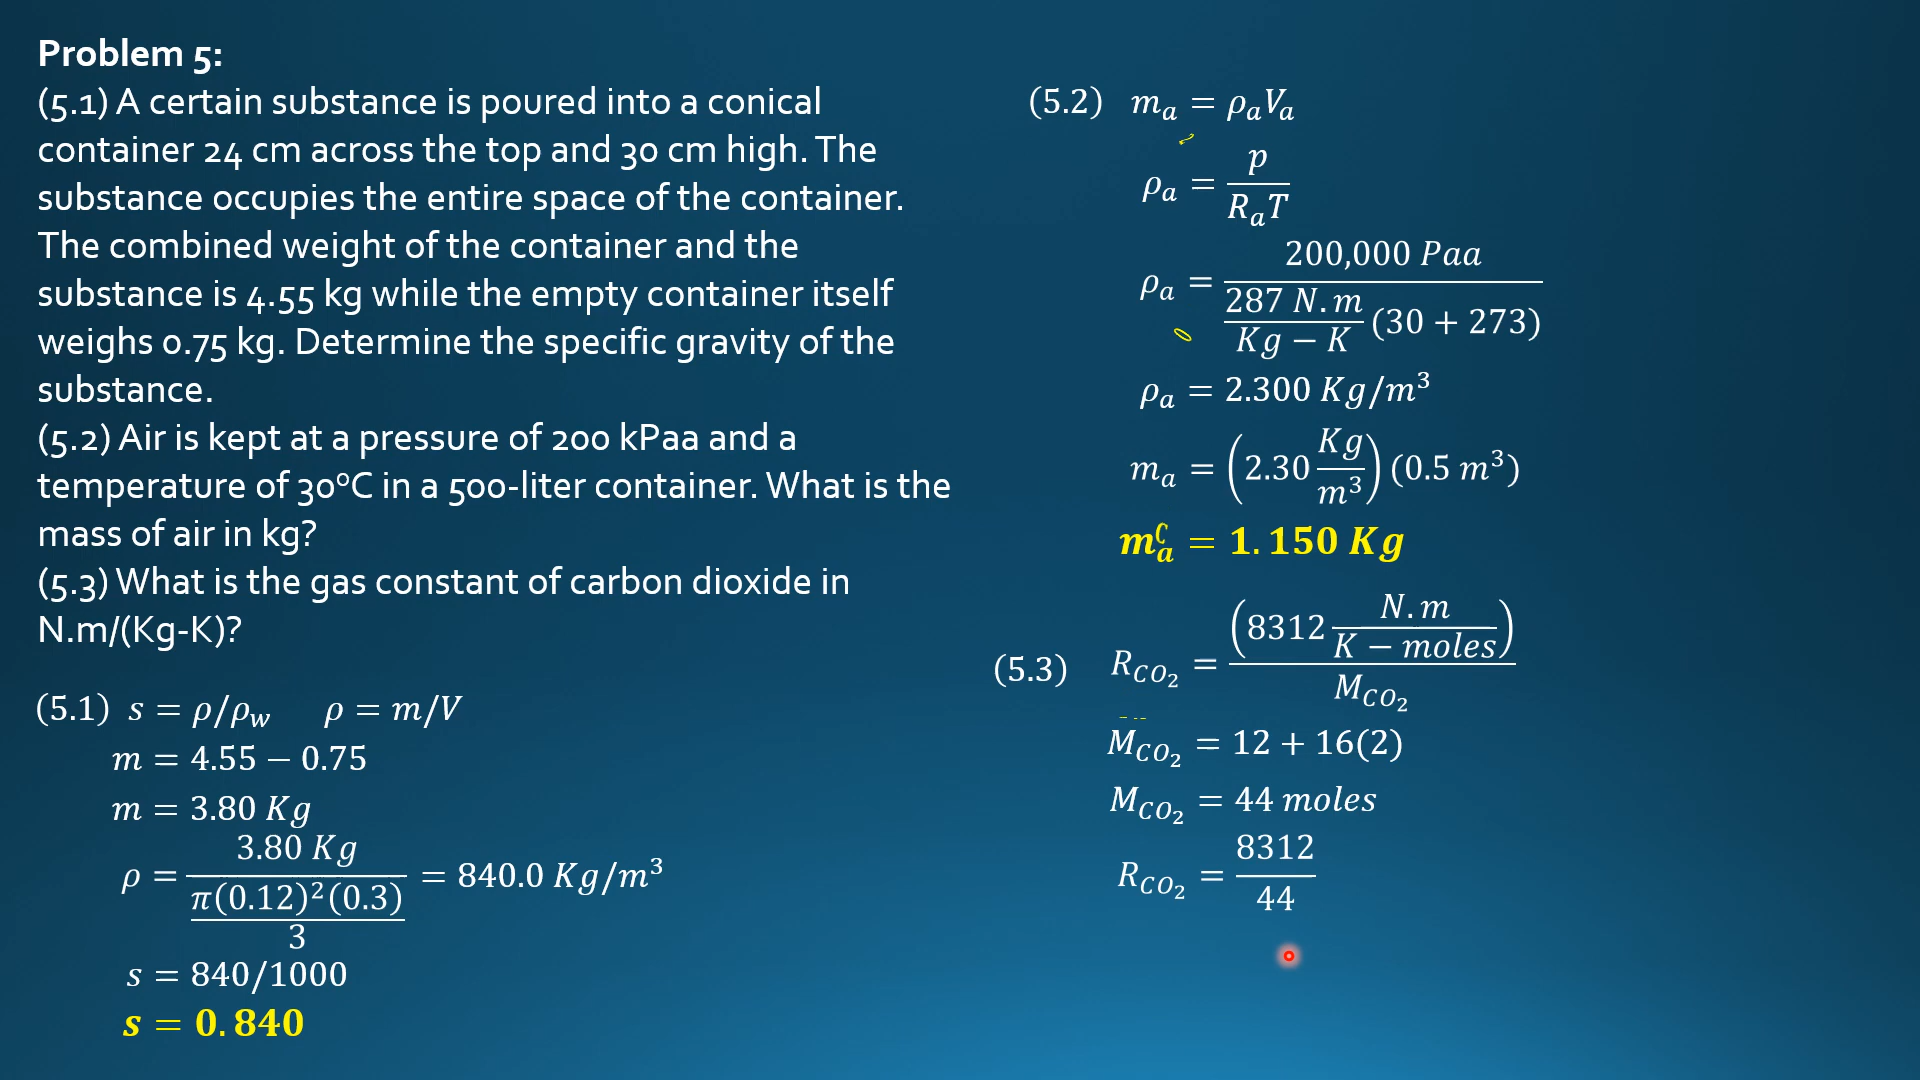 Problem 5:
(5.1) A certain substance is poured into a conical
container 24 cm across the top and 30 cm high. The
substance occupies the entire space of the container.
The combined weight of the container and the
substance is 4.55 kg while the empty container itself
weighs 0.75 kg. Determine the specific gravity of the
substance.
(5.2) Air is kept at a pressure of 200 kPaa and a
temperature of 30⁰C in a 500-liter container. What is the
mass of air in kg?
(5.3) What is the gas constant of carbon dioxide in
N.m/(Kg-K)?
(5.1) s = ρ/ρ_w ρ = m/V
m = 4.55 − 0.75
m = 3.80 Kg
ρ = 3.80 Kg / (π(0.12)²(0.3) / 3) = 840.0 Kg/m³
s = 840/1000
s = 0.840
(5.2) m_a = ρ_a V_a
ρ_a = p / (R_a T)
ρ_a = 200,000 Paa / ((287 N.m / Kg − K) (30 + 273))
ρ_a = 2.300 Kg/m³
m_a = (2.30 Kg/m³) (0.5 m³)
m_a = 1.150 Kg
(5.3) R_CO₂ = (8312 N.m / K − moles) / M_CO₂
M_CO₂ = 12 + 16(2)
M_CO₂ = 44 moles
R_CO₂ = 8312 / 44